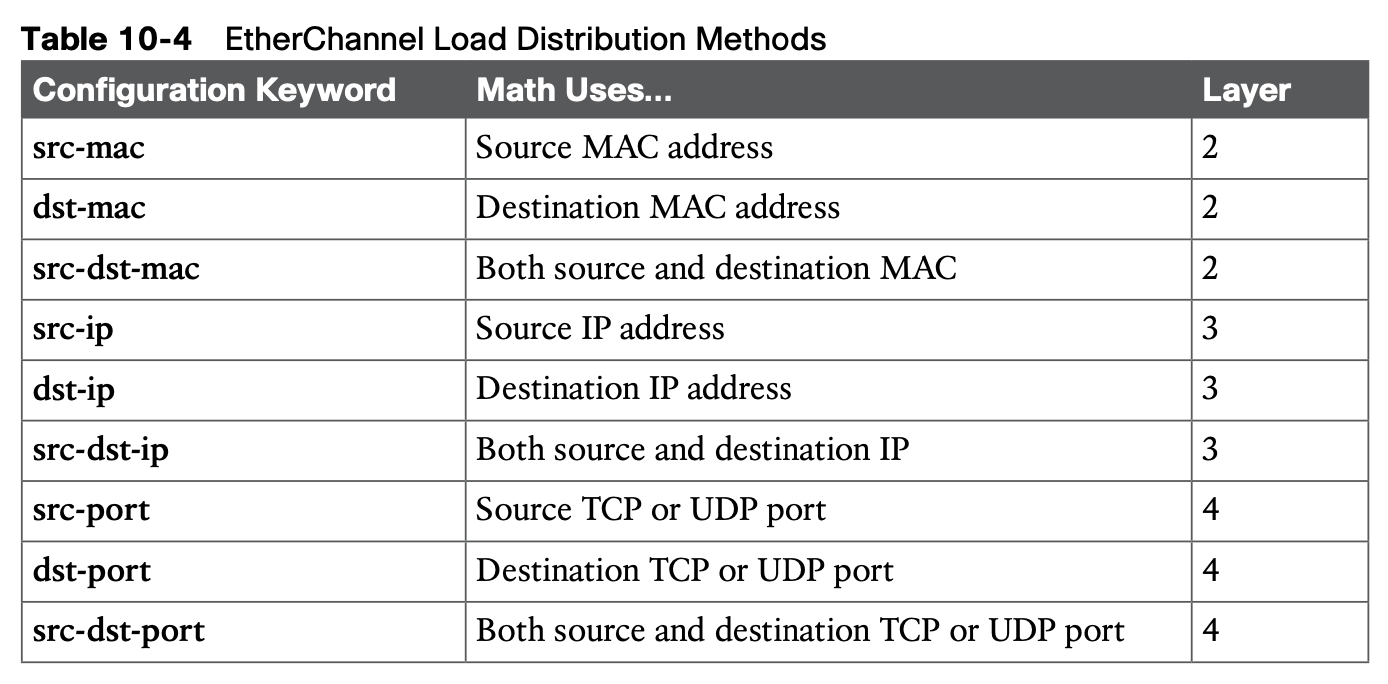 Table 10-4 EtherChannel Load Distribution Methods
Configuration Keyword Math Uses... Layer
src-mac Source MAC address 2
dst-mac Destination MAC address 2
src-dst-mac Both source and destination MAC 2
src-ip Source IP address 3
dst-ip Destination IP address 3
src-dst-ip Both source and destination IP 3
src-port Source TCP or UDP port 4
dst-port Destination TCP or UDP port 4
src-dst-port Both source and destination TCP or UDP port 4